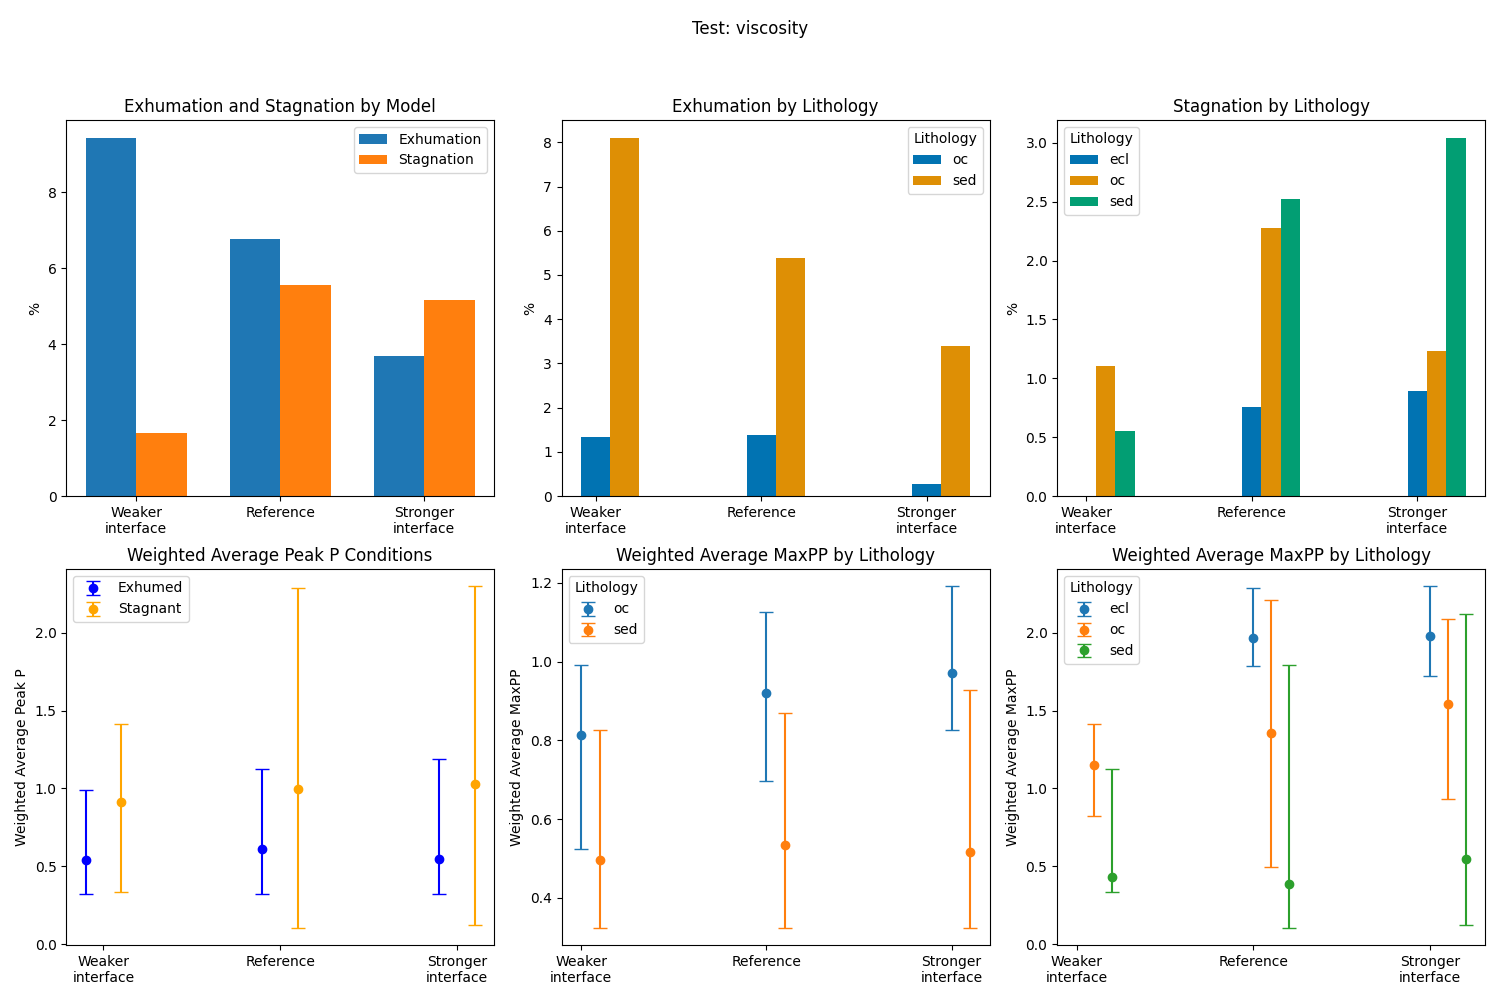 Test: viscosity
Exhumation and Stagnation by Model
%
8
6
4
2
0
Exhumation
Stagnation
Weaker
interface
Reference
Stronger
interface
Exhumation by Lithology
%
8
7
6
5
4
3
2
1
0
Lithology
oc
sed
Weaker
interface
Reference
Stronger
interface
Stagnation by Lithology
%
3.0
2.5
2.0
1.5
1.0
0.5
0.0
Lithology
ecl
oc
sed
Weaker
interface
Reference
Stronger
interface
Weighted Average Peak P Conditions
Weighted Average Peak P
2.0
1.5
1.0
0.5
0.0
Exhumed
Stagnant
Weaker
interface
Reference
Stronger
interface
Weighted Average MaxPP by Lithology
Weighted Average MaxPP
1.2
1.0
0.8
0.6
0.4
Lithology
oc
sed
Weaker
interface
Reference
Stronger
interface
Weighted Average MaxPP by Lithology
Weighted Average MaxPP
2.0
1.5
1.0
0.5
0.0
Lithology
ecl
oc
sed
Weaker
interface
Reference
Stronger
interface